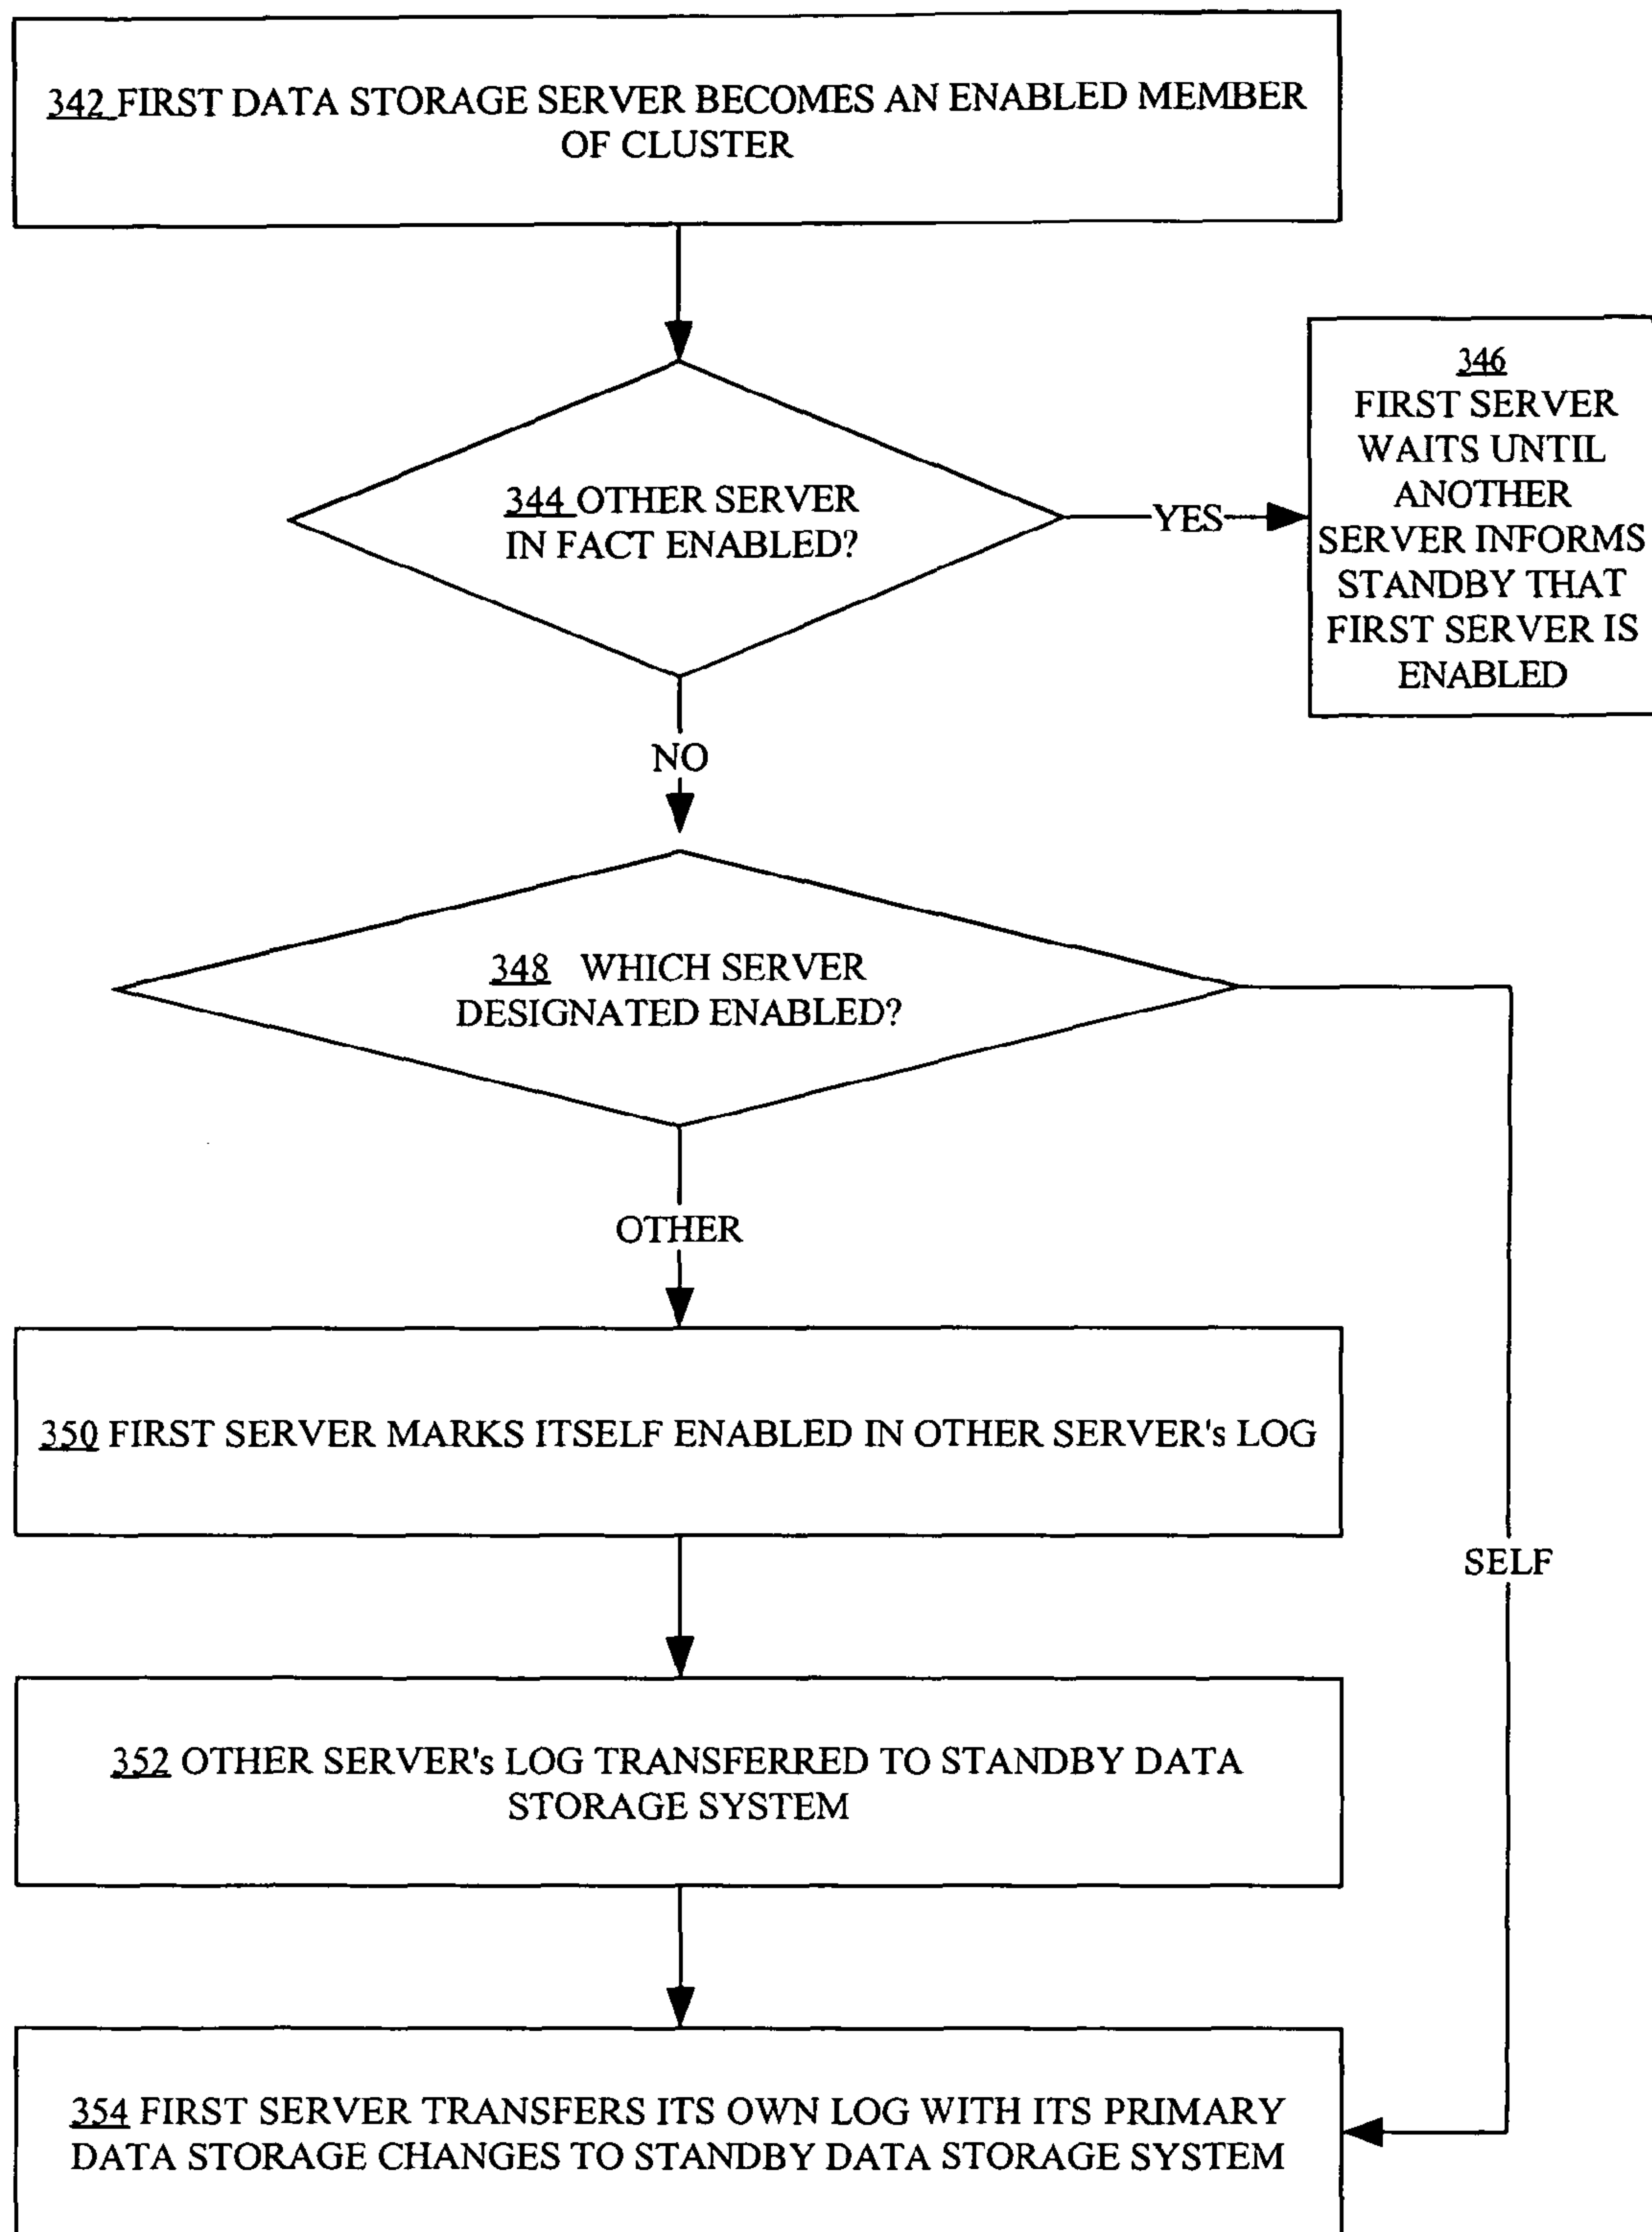 342 FIRST DATA STORAGE SERVER BECOMES AN ENABLED MEMBER
OF CLUSTER
344 OTHER SERVER
IN FACT ENABLED?
YES
346
FIRST SERVER
WAITS UNTIL
ANOTHER
SERVER INFORMS
STANDBY THAT
FIRST SERVER IS
ENABLED
NO
348 WHICH SERVER
DESIGNATED ENABLED?
OTHER
350 FIRST SERVER MARKS ITSELF ENABLED IN OTHER SERVER's LOG
SELF
352 OTHER SERVER's LOG TRANSFERRED TO STANDBY DATA
STORAGE SYSTEM
354 FIRST SERVER TRANSFERS ITS OWN LOG WITH ITS PRIMARY
DATA STORAGE CHANGES TO STANDBY DATA STORAGE SYSTEM